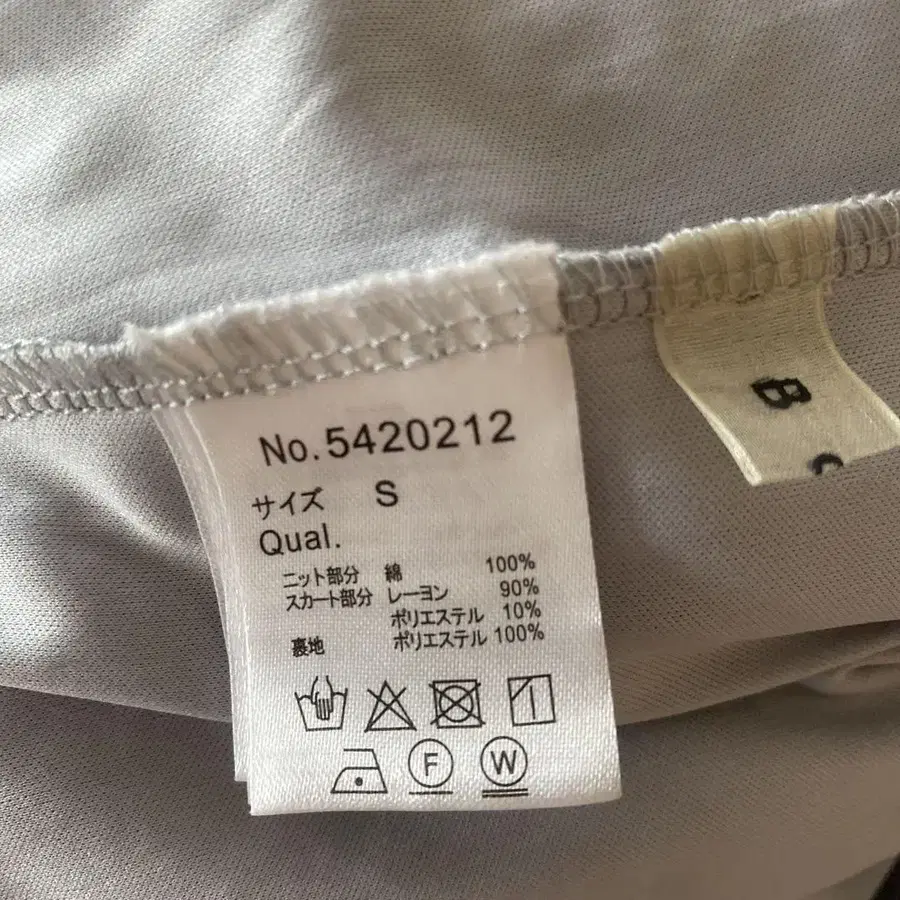 No.5420212
サイズ S
Qual.
ニット部分 綿 100%
スカート部分 レーヨン 90%
ポリエステル 10%
裏地 ポリエステル 100%
F W
B